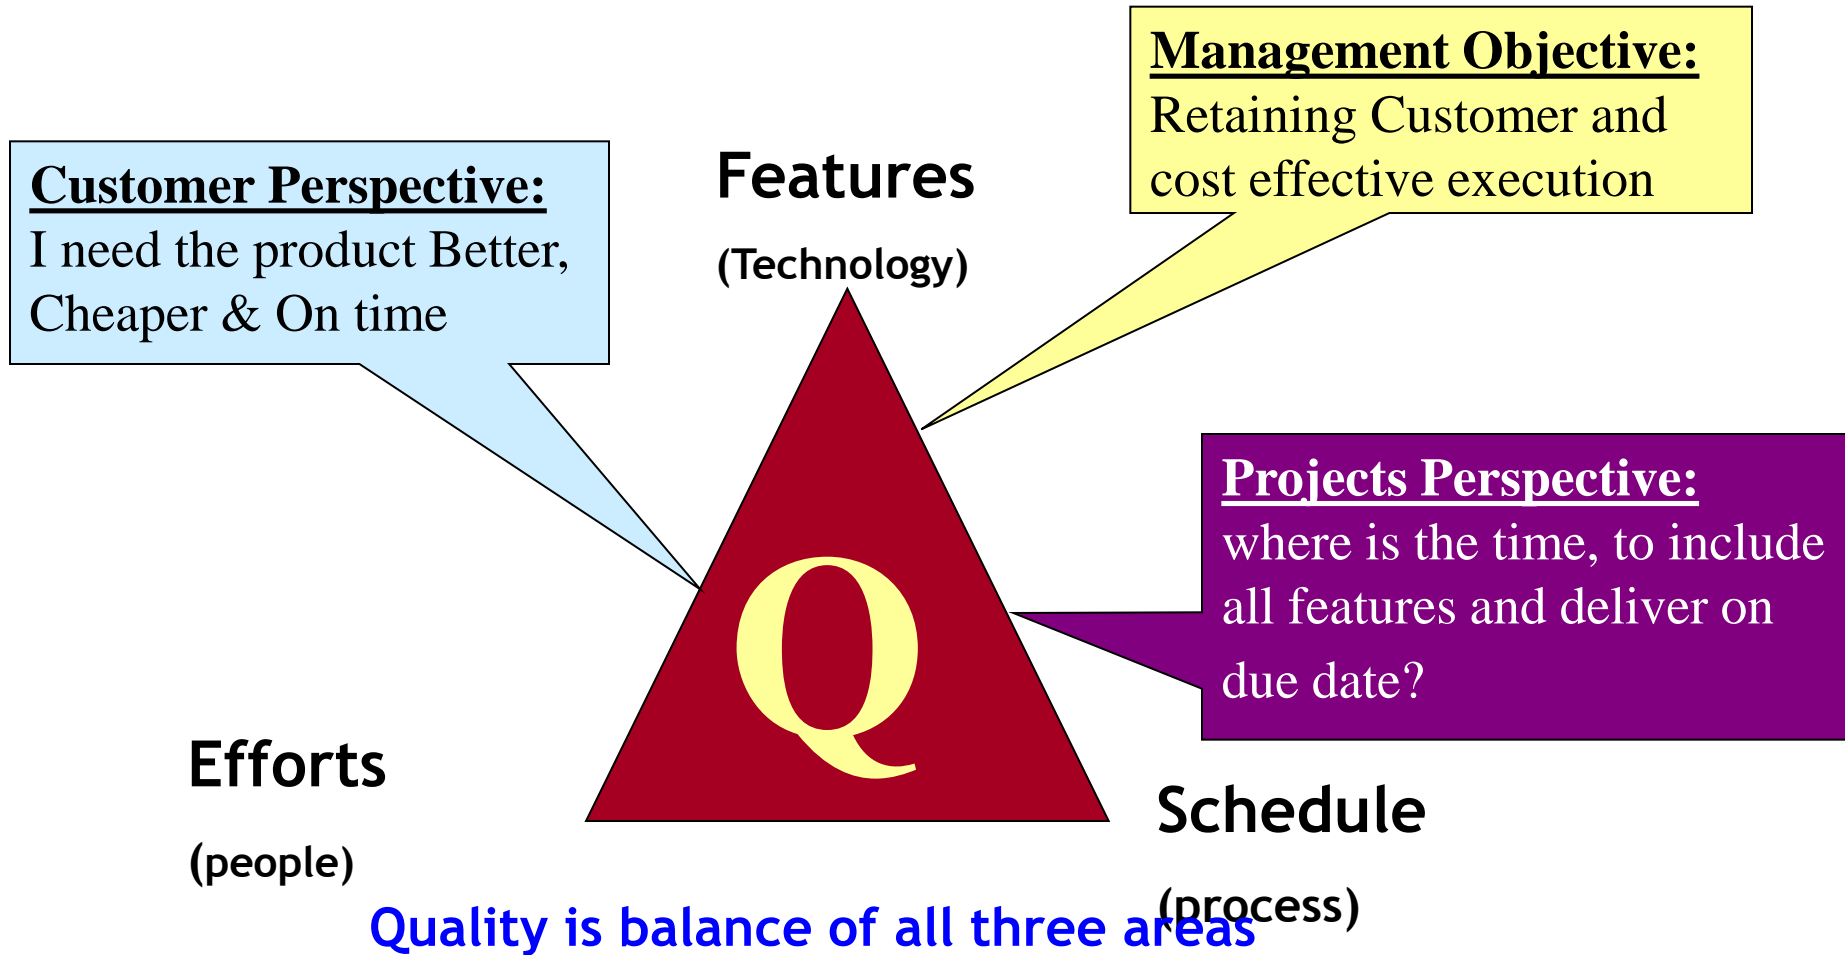 Management Objective:
Retaining Customer and
cost effective execution
Customer Perspective:
I need the product Better,
Cheaper & On time
Features
(Technology)
Projects Perspective:
where is the time, to include
all features and deliver on
due date?
Q
Efforts
(people)
Schedule
(process)
Quality is balance of all three areas